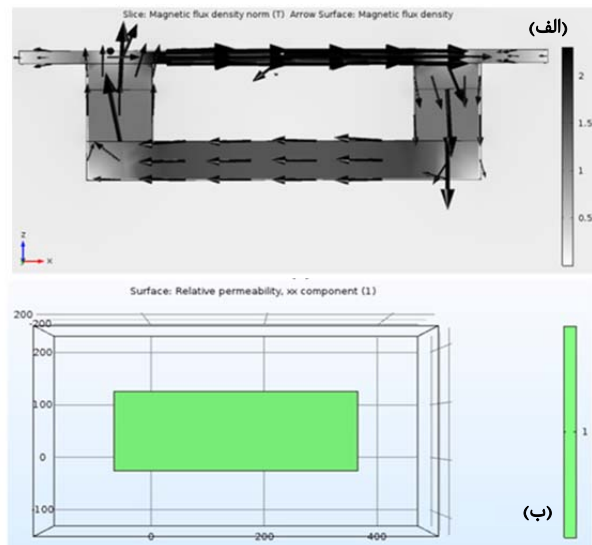 Slice: Magnetic flux density norm (T) Arrow Surface: Magnetic flux density
(الف)
2
1.5
1
0.5
z
y
x
Surface: Relative permeability, xx component (1)
200
-200
200
100
0
-100
0
200
400
1
(ب)